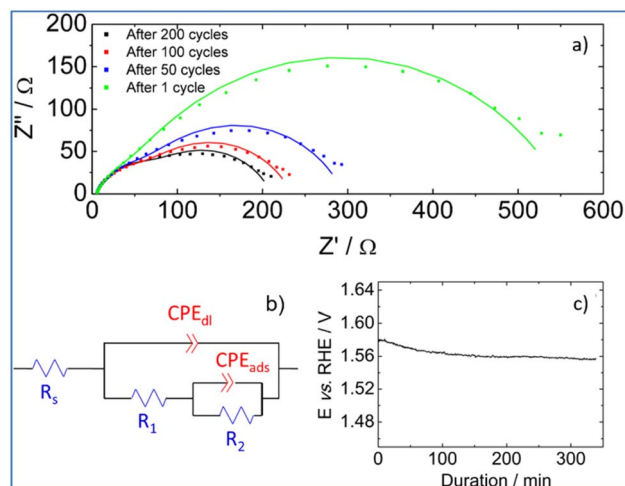 After 200 cycles
After 100 cycles
After 50 cycles
After 1 cycle
a)
200
150
100
50
0
Z'' / Ω
0 100 200 300 400 500 600
Z' / Ω
b)
CPEdl
CPEads
Rs
R1
R2
c)
1.64
1.60
1.56
1.52
1.48
E vs. RHE / V
0 100 200 300
Duration / min